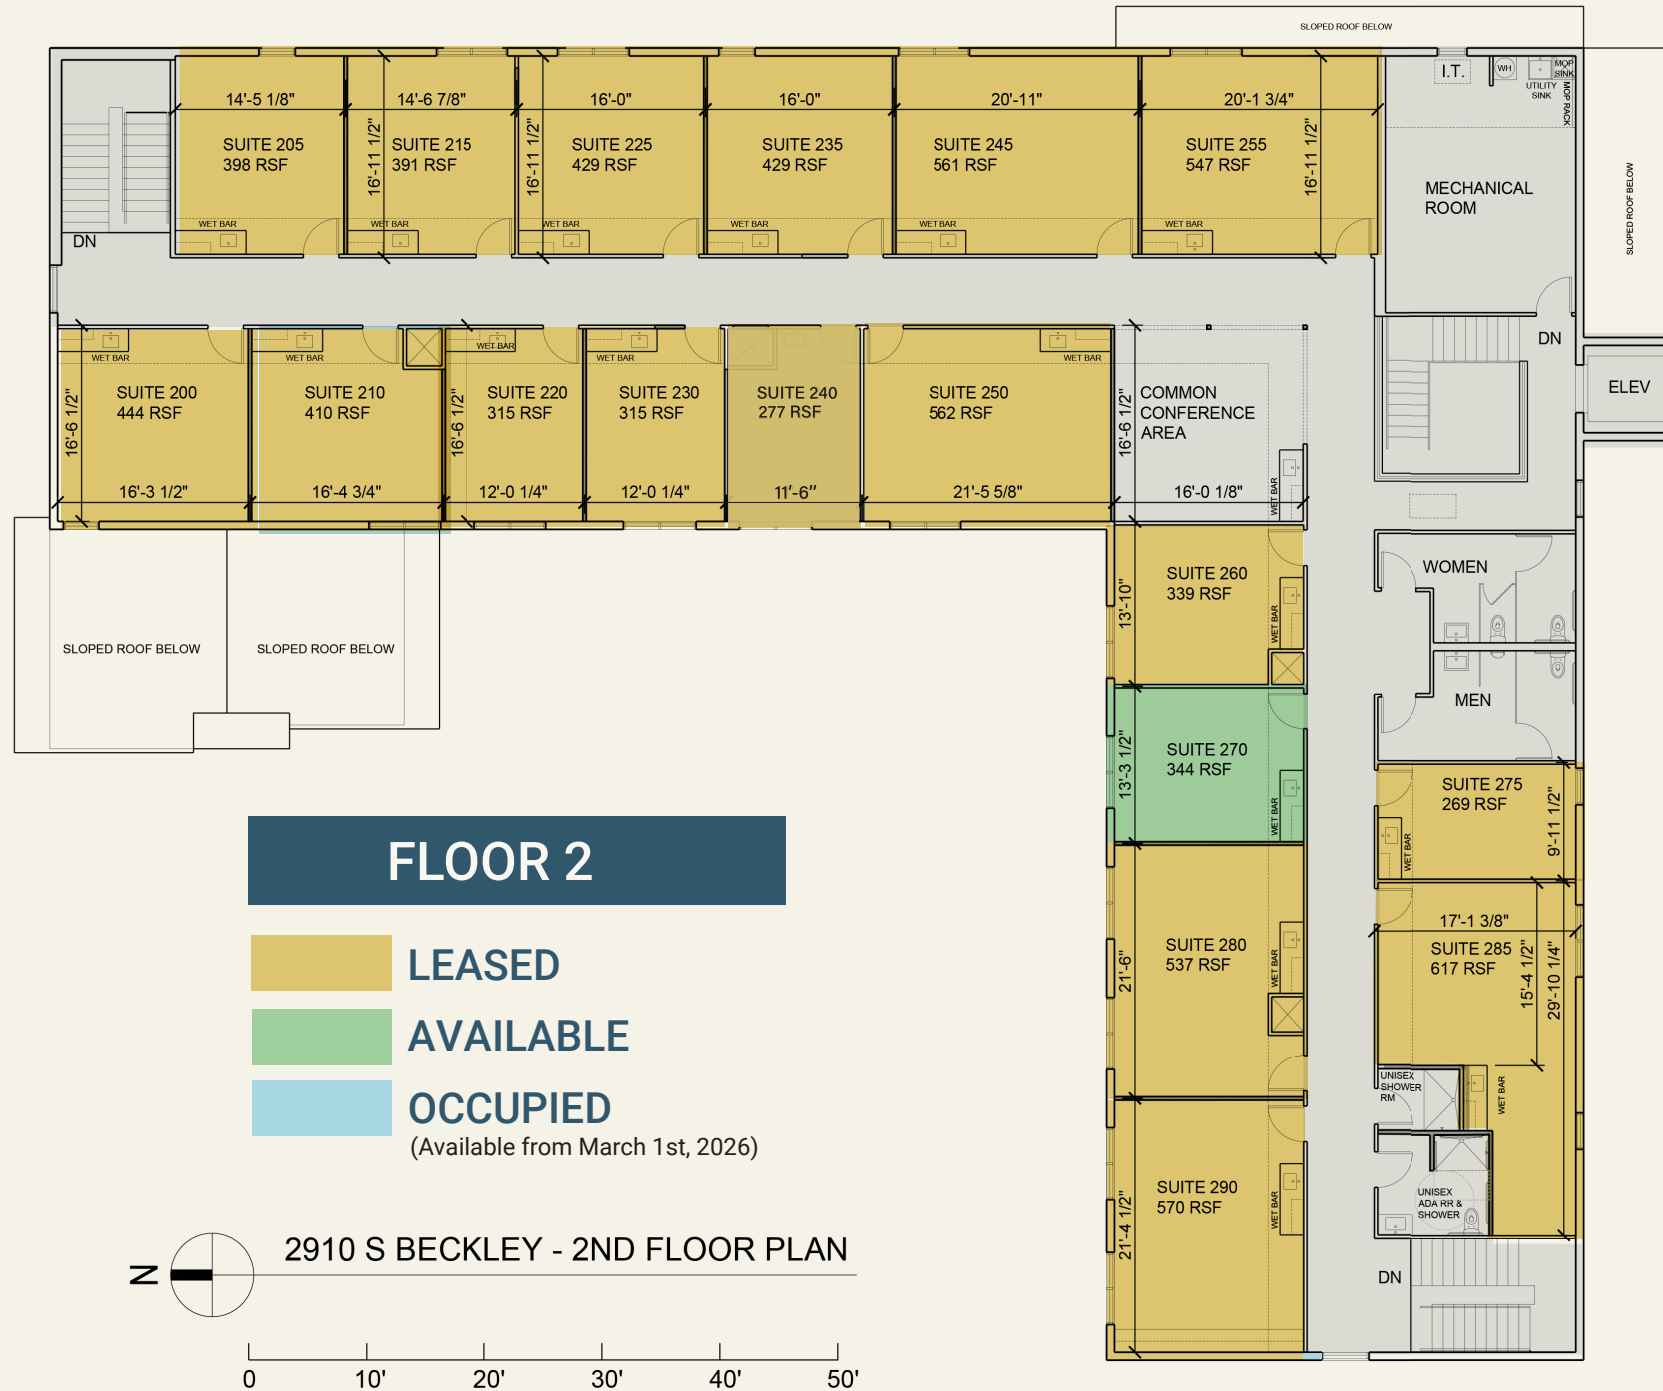 SLOPED ROOF BELOW
I.T.
WH
MOP
SINK
UTILITY
SINK
MOP RACK
14'-5 1/8"
14'-6 7/8"
16'-0"
16'-0"
20'-11"
20'-1 3/4"
SUITE 205
398 RSF
16'-11 1/2"
SUITE 215
391 RSF
16'-11 1/2"
SUITE 225
429 RSF
SUITE 235
429 RSF
SUITE 245
561 RSF
SUITE 255
547 RSF
16'-11 1/2"
MECHANICAL
ROOM
SLOPED ROOF BELOW
WET BAR
WET BAR
WET BAR
WET BAR
WET BAR
WET BAR
DN
DN
ELEV
WET BAR
WET BAR
WET BAR
WET BAR
WET BAR
16'-6 1/2"
SUITE 200
444 RSF
SUITE 210
410 RSF
16'-6 1/2"
SUITE 220
315 RSF
SUITE 230
315 RSF
SUITE 240
277 RSF
SUITE 250
562 RSF
16'-6 1/2"
COMMON
CONFERENCE
AREA
WET BAR
16'-3 1/2"
16'-4 3/4"
12'-0 1/4"
12'-0 1/4"
11'-6"
21'-5 5/8"
16'-0 1/8"
SLOPED ROOF BELOW
SLOPED ROOF BELOW
13'-10"
SUITE 260
339 RSF
WET BAR
WOMEN
MEN
13'-3 1/2"
SUITE 270
344 RSF
WET BAR
SUITE 275
269 RSF
WET BAR
9'-11 1/2"
21'-6"
SUITE 280
537 RSF
WET BAR
17'-1 3/8"
SUITE 285
617 RSF
15'-4 1/2"
29'-10 1/4"
UNISEX
SHOWER
RM
WET BAR
21'-4 1/2"
SUITE 290
570 RSF
WET BAR
UNISEX
ADA RR &
SHOWER
DN
FLOOR 2
LEASED
AVAILABLE
OCCUPIED
(Available from March 1st, 2026)
N
2910 S BECKLEY - 2ND FLOOR PLAN
0 10' 20' 30' 40' 50'